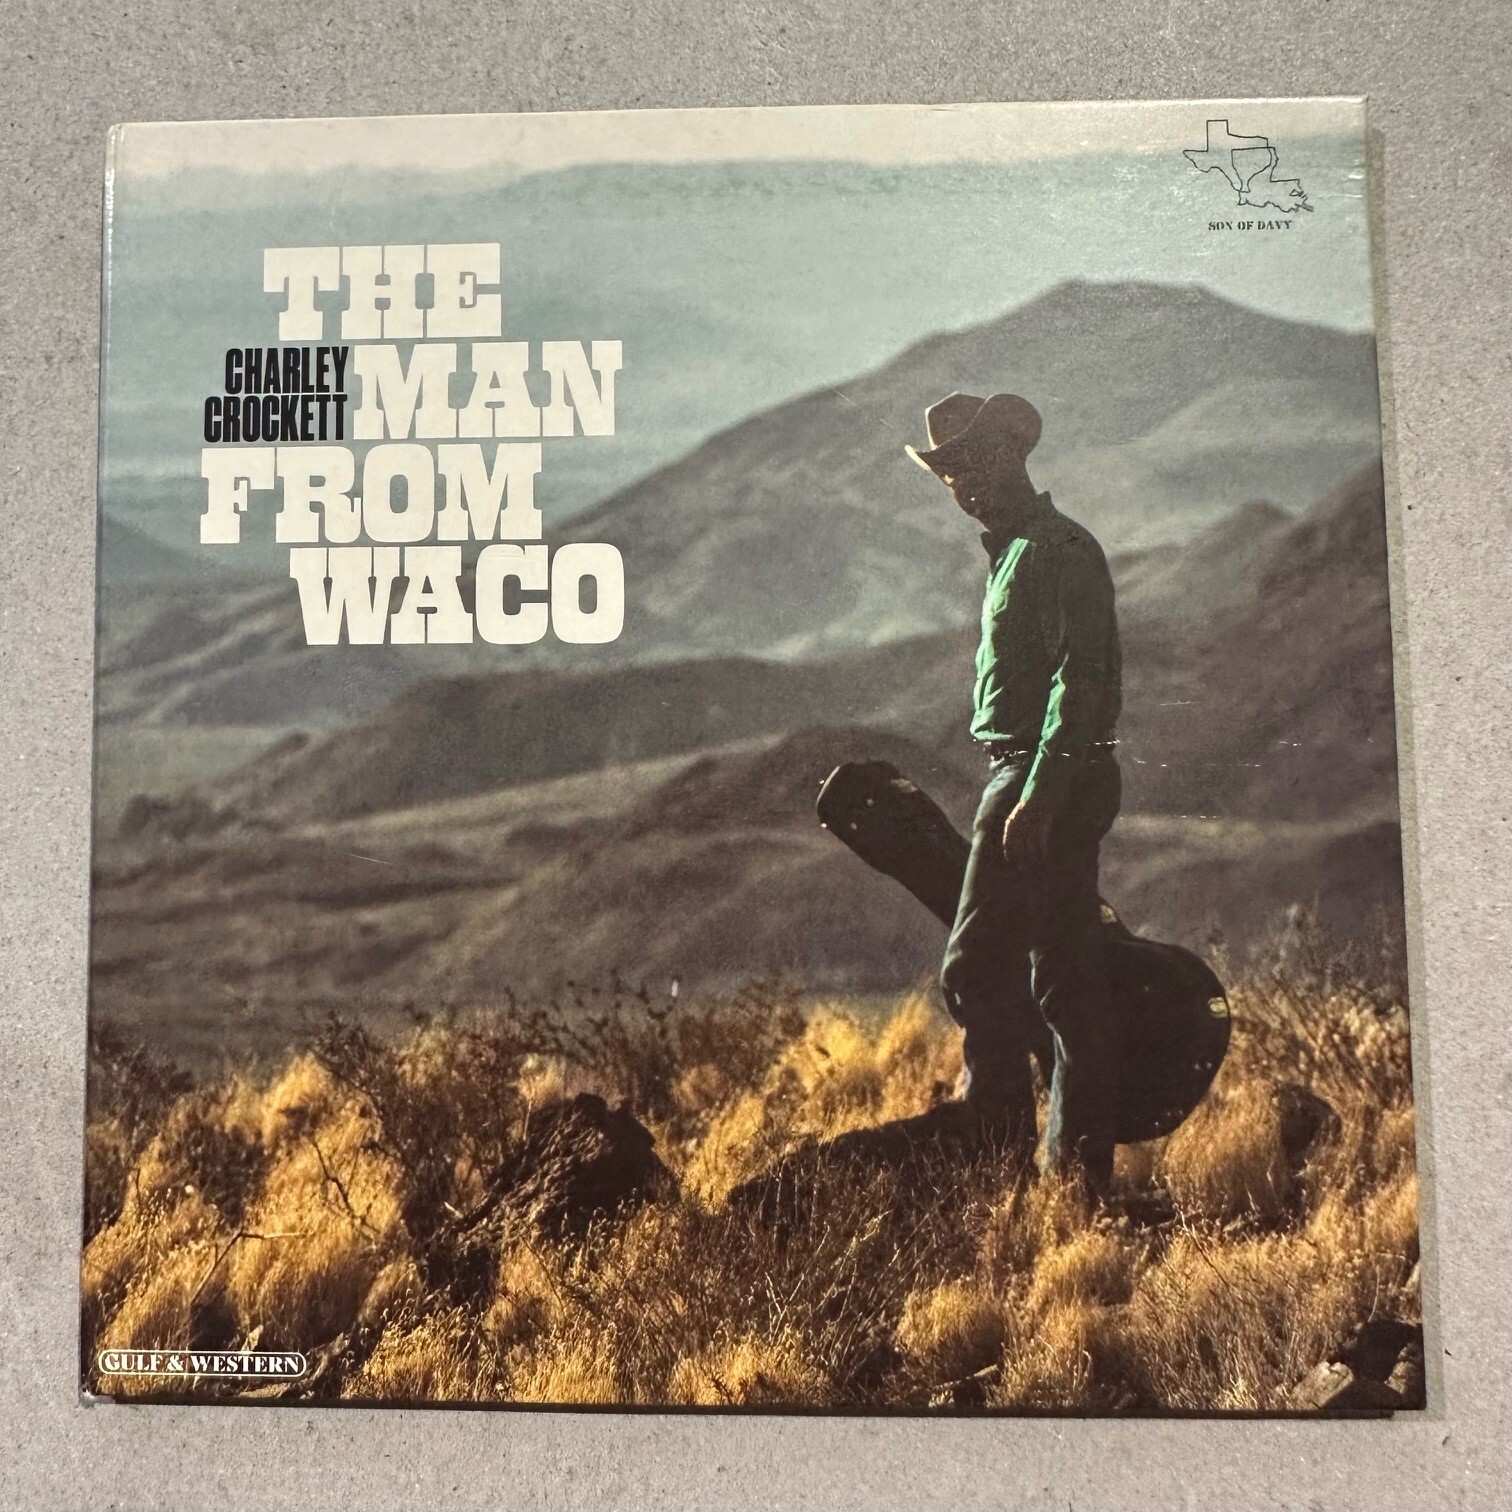 SON OF DAVY
THE
CHARLEY
CROCKETT
MAN
FROM
WACO
GULF & WESTERN